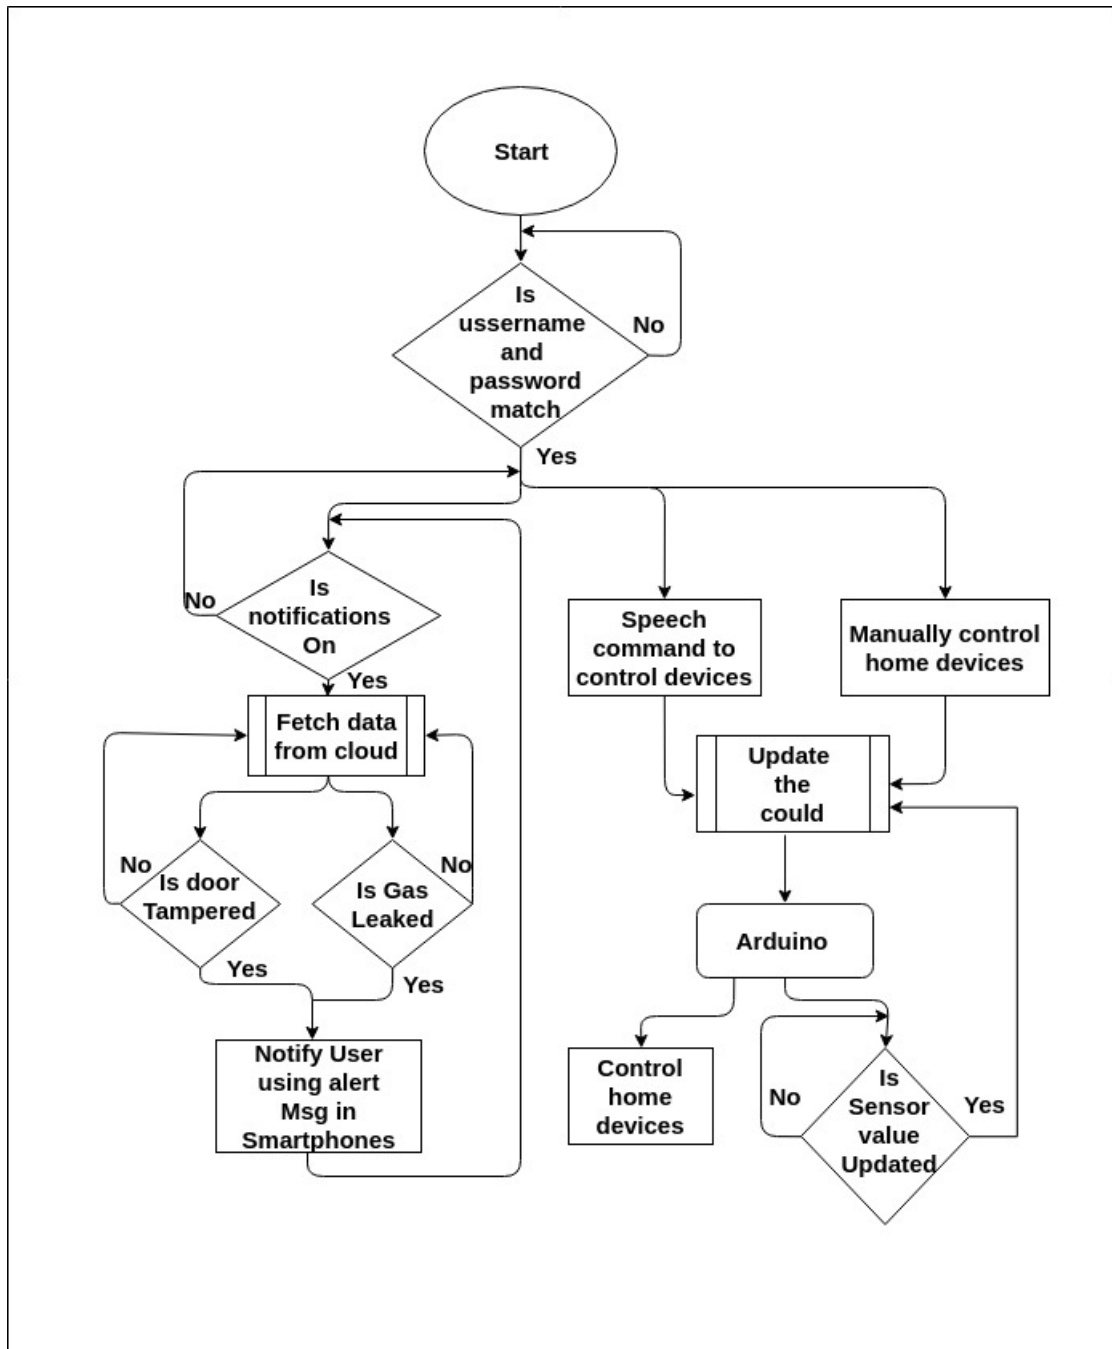 Start
Is
ussername
and
password
match
No
Yes
Is
notifications
On
No
Yes
Speech
command to
control devices
Manually control
home devices
Fetch data
from cloud
Update
the
could
No
Is door
Tampered
Yes
Is Gas
Leaked
No
Yes
Arduino
Notify User
using alert
Msg in
Smartphones
Control
home
devices
No
Is
Sensor
value
Updated
Yes